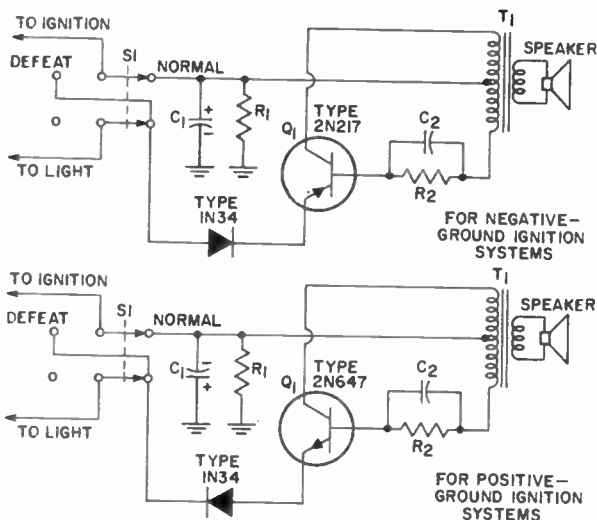 TO IGNITION
DEFEAT
S1
NORMAL
TO LIGHT
C1
+
−
R1
TYPE
1N34
Q1
TYPE
2N217
C2
R2
T1
SPEAKER
FOR NEGATIVE–
GROUND IGNITION
SYSTEMS
TO IGNITION
DEFEAT
S1
NORMAL
TO LIGHT
C1
−
+
R1
TYPE
1N34
Q1
TYPE
2N647
C2
R2
T1
SPEAKER
FOR POSITIVE–
GROUND IGNITION
SYSTEMS